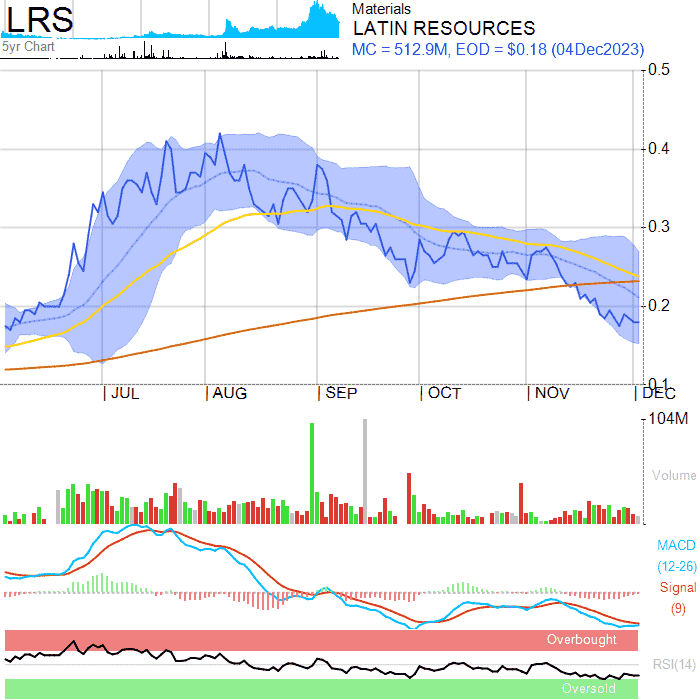 LRS
5yr Chart
Materials
LATIN RESOURCES
MC = 512.9M, EOD = $0.18 (04Dec2023)
0.5
0.4
0.3
0.2
0.1
JUL AUG SEP OCT NOV DEC
104M
Volume
MACD
(12-26)
Signal
(9)
Overbought
RSI(14)
Oversold